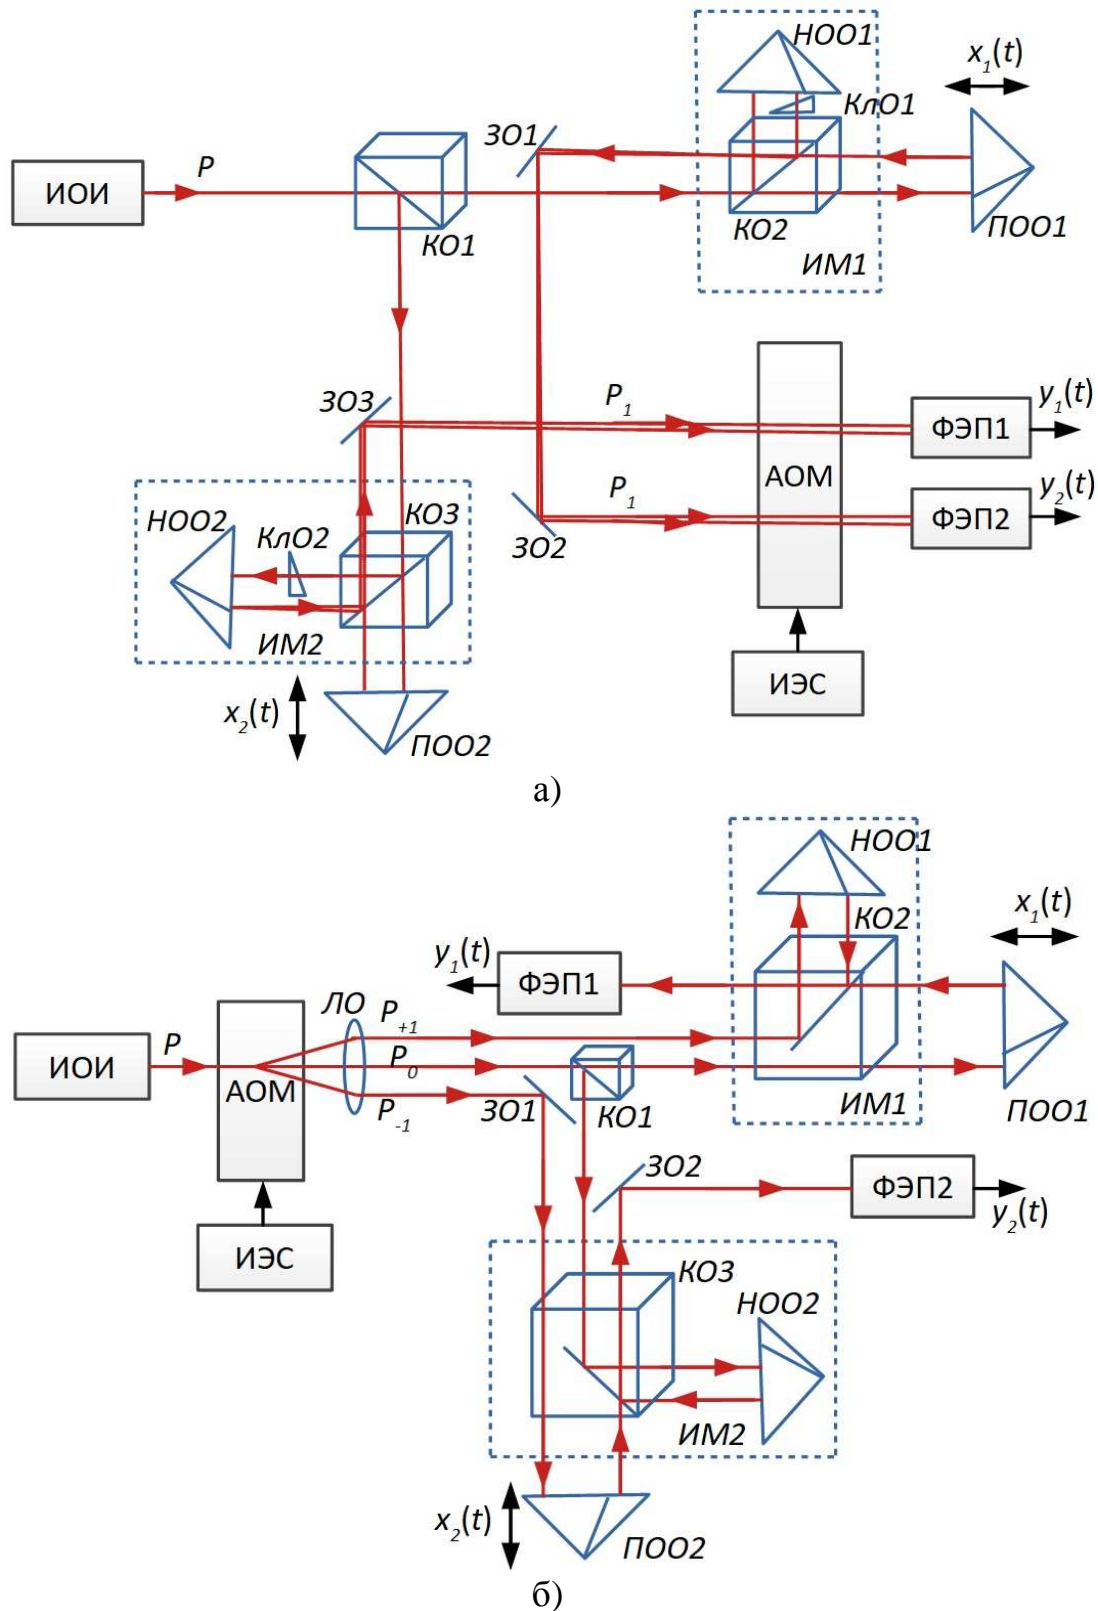 НОО1
x₁(t)
КлО1
ЗО1
P
ИОИ
КО1
КО2
ПОО1
ИМ1
ЗО3
P₁
y₁(t)
ФЭП1
АОМ
P₁
y₂(t)
ФЭП2
НОО2
КлО2
КО3
ЗО2
ИМ2
ИЭС
x₂(t)
ПОО2
а)
НОО1
КО2
x₁(t)
y₁(t)
ФЭП1
ЛО
P₊₁
P
ИОИ
P₀
АОМ
P₋₁
ЗО1
КО1
ИМ1
ПОО1
ЗО2
ФЭП2
y₂(t)
ИЭС
КО3
НОО2
ИМ2
x₂(t)
ПОО2
б)